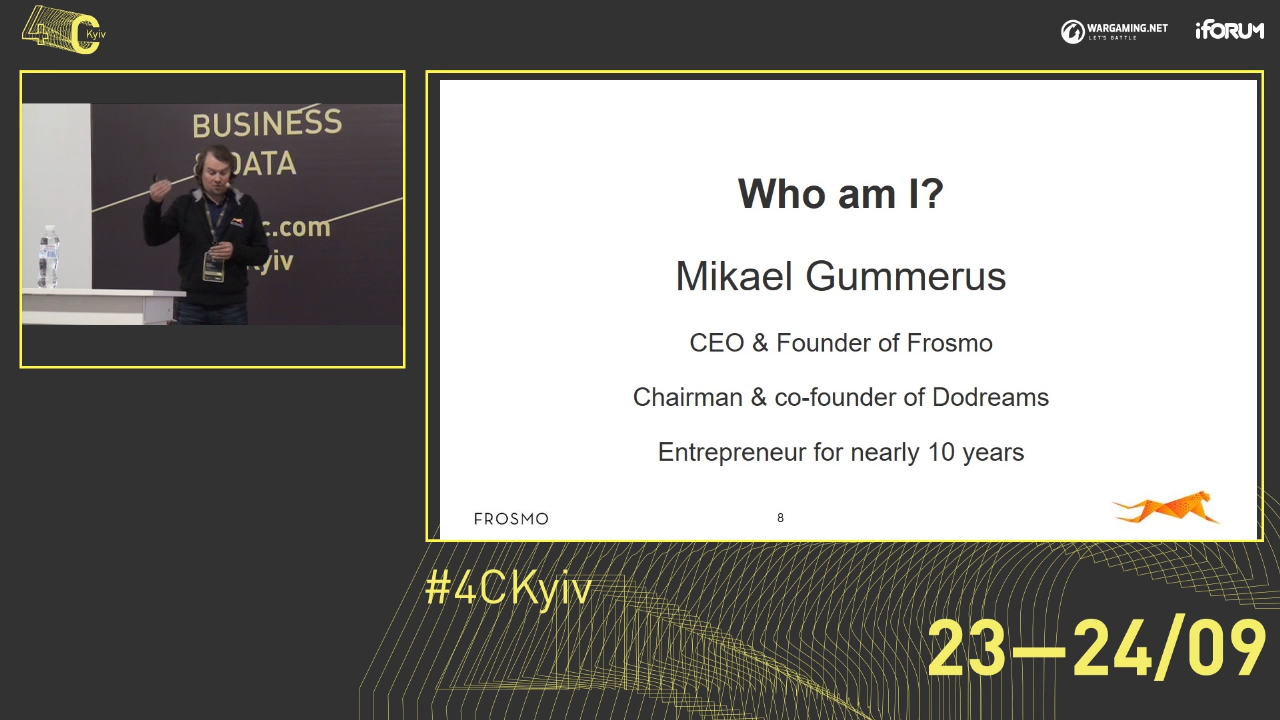 4C Kyiv
WARGAMING.NET
LET'S BATTLE
iFORUM
BUSINESS
& DATA
c.com
Kyiv
Who am I?
Mikael Gummerus
CEO & Founder of Frosmo
Chairman & co-founder of Dodreams
Entrepreneur for nearly 10 years
FROSMO
8
#4CKyiv
23—24/09